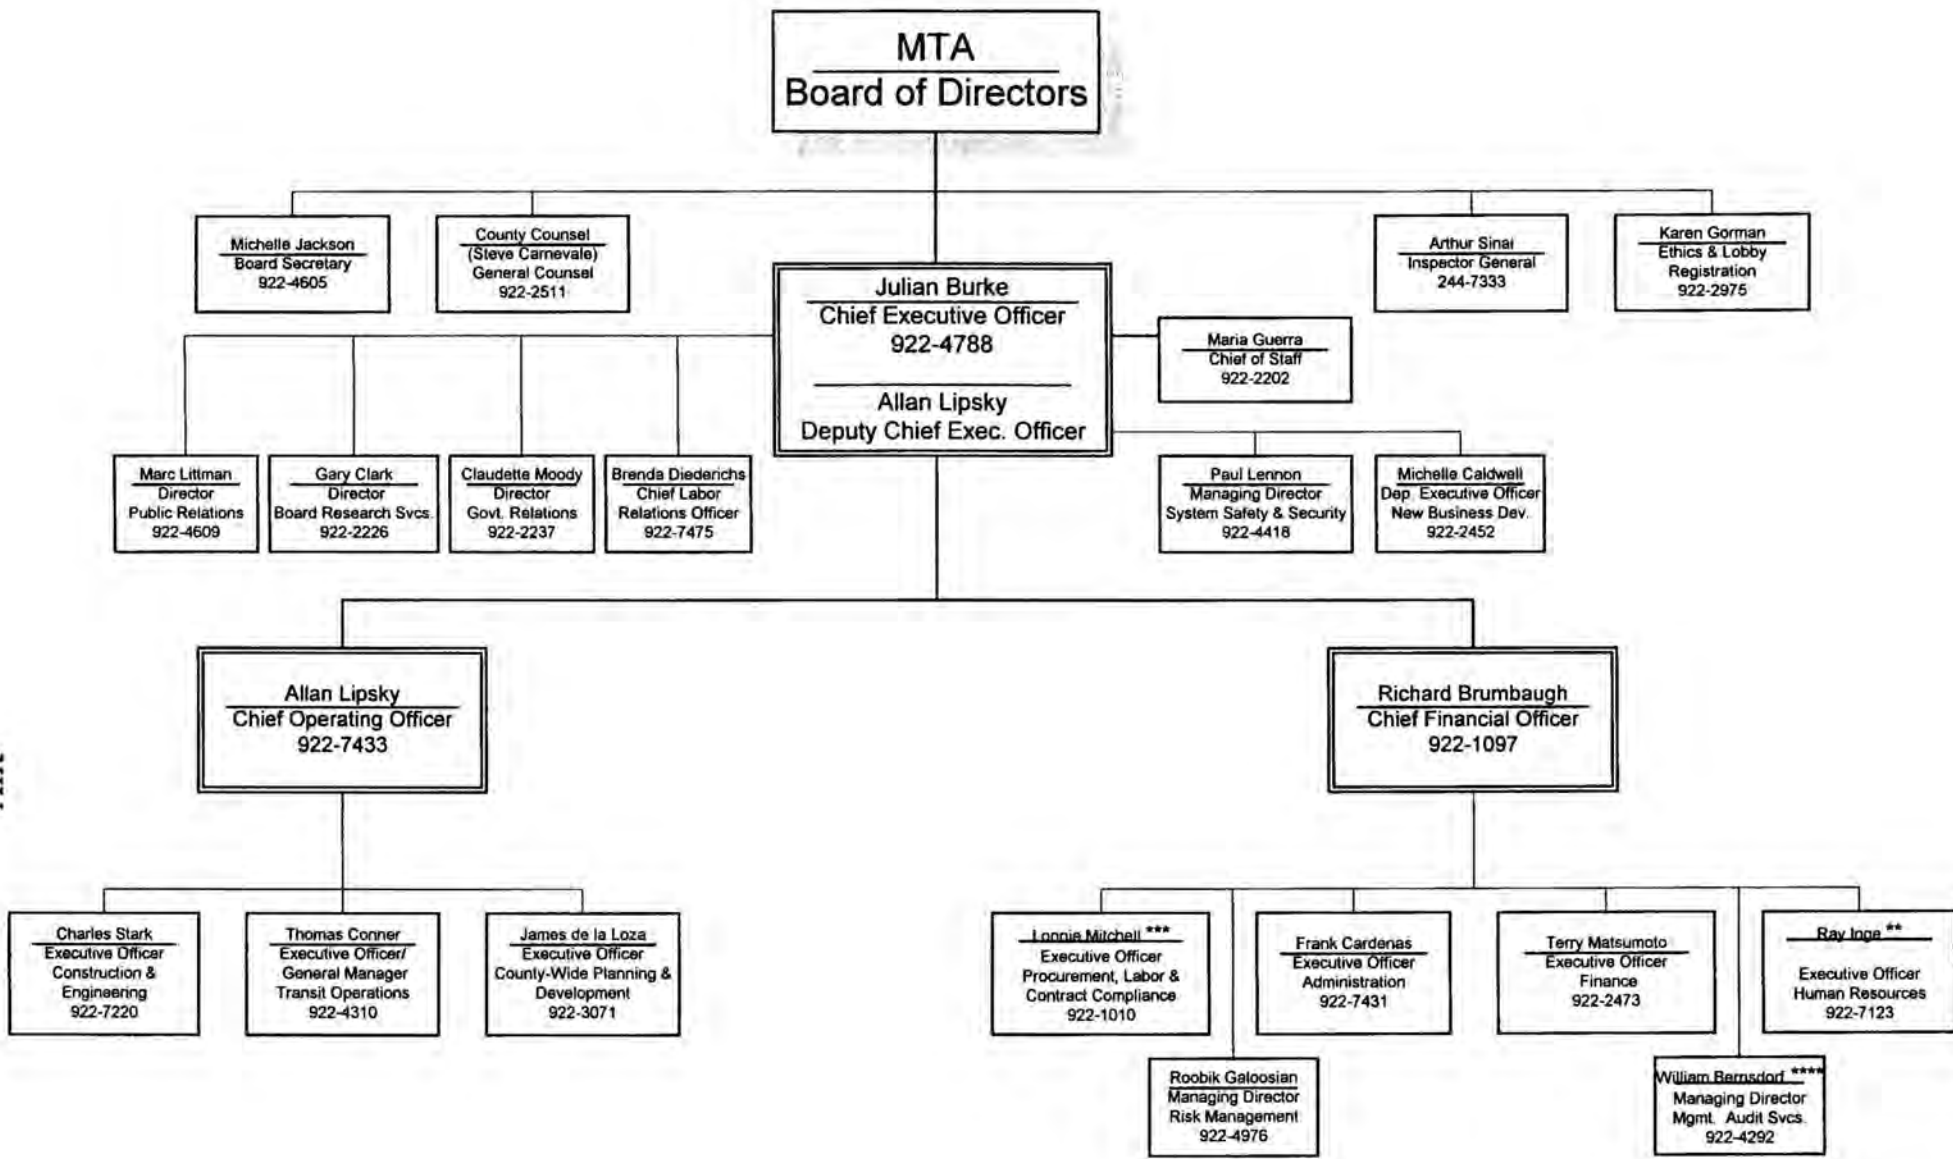 MTA
Board of Directors
Michelle Jackson
Board Secretary
922-4605
County Counsel
(Steve Carnevale)
General Counsel
922-2511
Arthur Sinai
Inspector General
244-7333
Karen Gorman
Ethics & Lobby
Registration
922-2975
Julian Burke
Chief Executive Officer
922-4788
Allan Lipsky
Deputy Chief Exec. Officer
Maria Guerra
Chief of Staff
922-2202
Marc Littman
Director
Public Relations
922-4609
Gary Clark
Director
Board Research Svcs.
922-2226
Claudette Moody
Director
Govt. Relations
922-2237
Brenda Diederichs
Chief Labor
Relations Officer
922-7475
Paul Lennon
Managing Director
System Safety & Security
922-4418
Michelle Caldwell
Dep. Executive Officer
New Business Dev.
922-2452
Allan Lipsky
Chief Operating Officer
922-7433
Richard Brumbaugh
Chief Financial Officer
922-1097
Charles Stark
Executive Officer
Construction &
Engineering
922-7220
Thomas Conner
Executive Officer/
General Manager
Transit Operations
922-4310
James de la Loza
Executive Officer
County-Wide Planning &
Development
922-3071
Lonnie Mitchell ***
Executive Officer
Procurement, Labor &
Contract Compliance
922-1010
Frank Cardenas
Executive Officer
Administration
922-7431
Terry Matsumoto
Executive Officer
Finance
922-2473
Ray Inge **
Executive Officer
Human Resources
922-7123
Roobik Galoosian
Managing Director
Risk Management
922-4976
William Bernsdorf ****
Managing Director
Mgmt. Audit Svcs.
922-4292